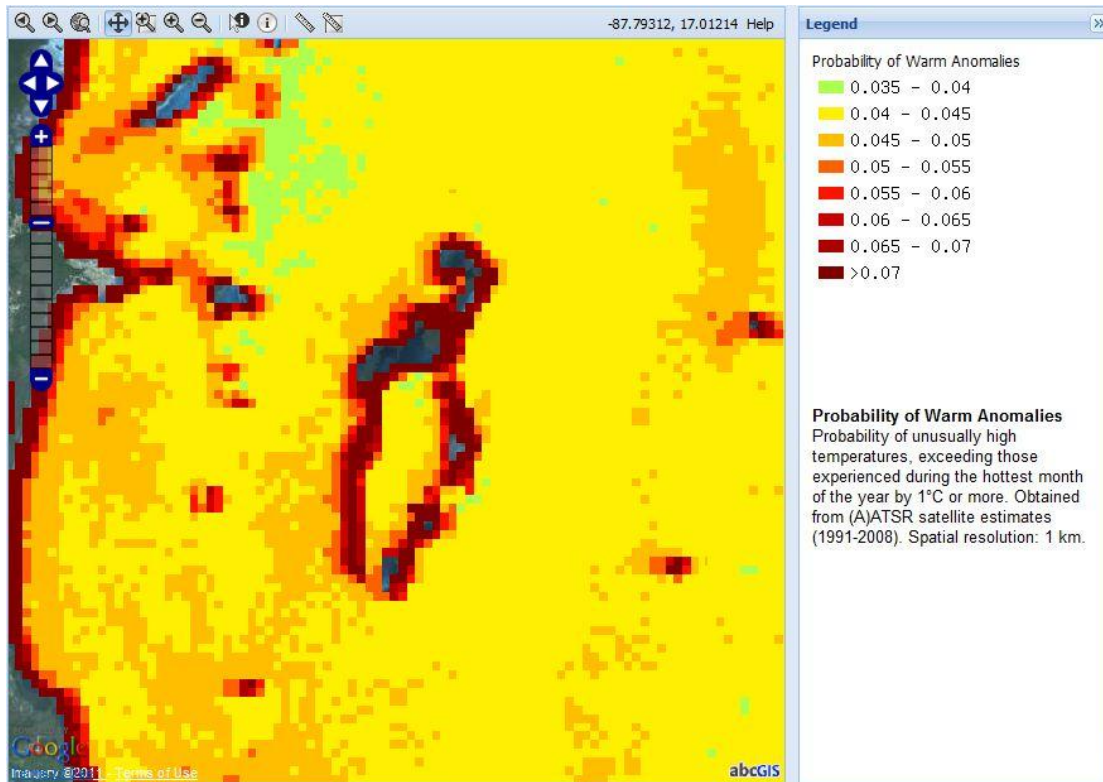 -87.79312, 17.01214 Help
Legend
Probability of Warm Anomalies
0.035 - 0.04
0.04 - 0.045
0.045 - 0.05
0.05 - 0.055
0.055 - 0.06
0.06 - 0.065
0.065 - 0.07
>0.07
Probability of Warm Anomalies
Probability of unusually high
temperatures, exceeding those
experienced during the hottest month
of the year by 1°C or more. Obtained
from (A)ATSR satellite estimates
(1991-2008). Spatial resolution: 1 km.
Google
Imagery ©2011 - Terms of Use
abcGIS